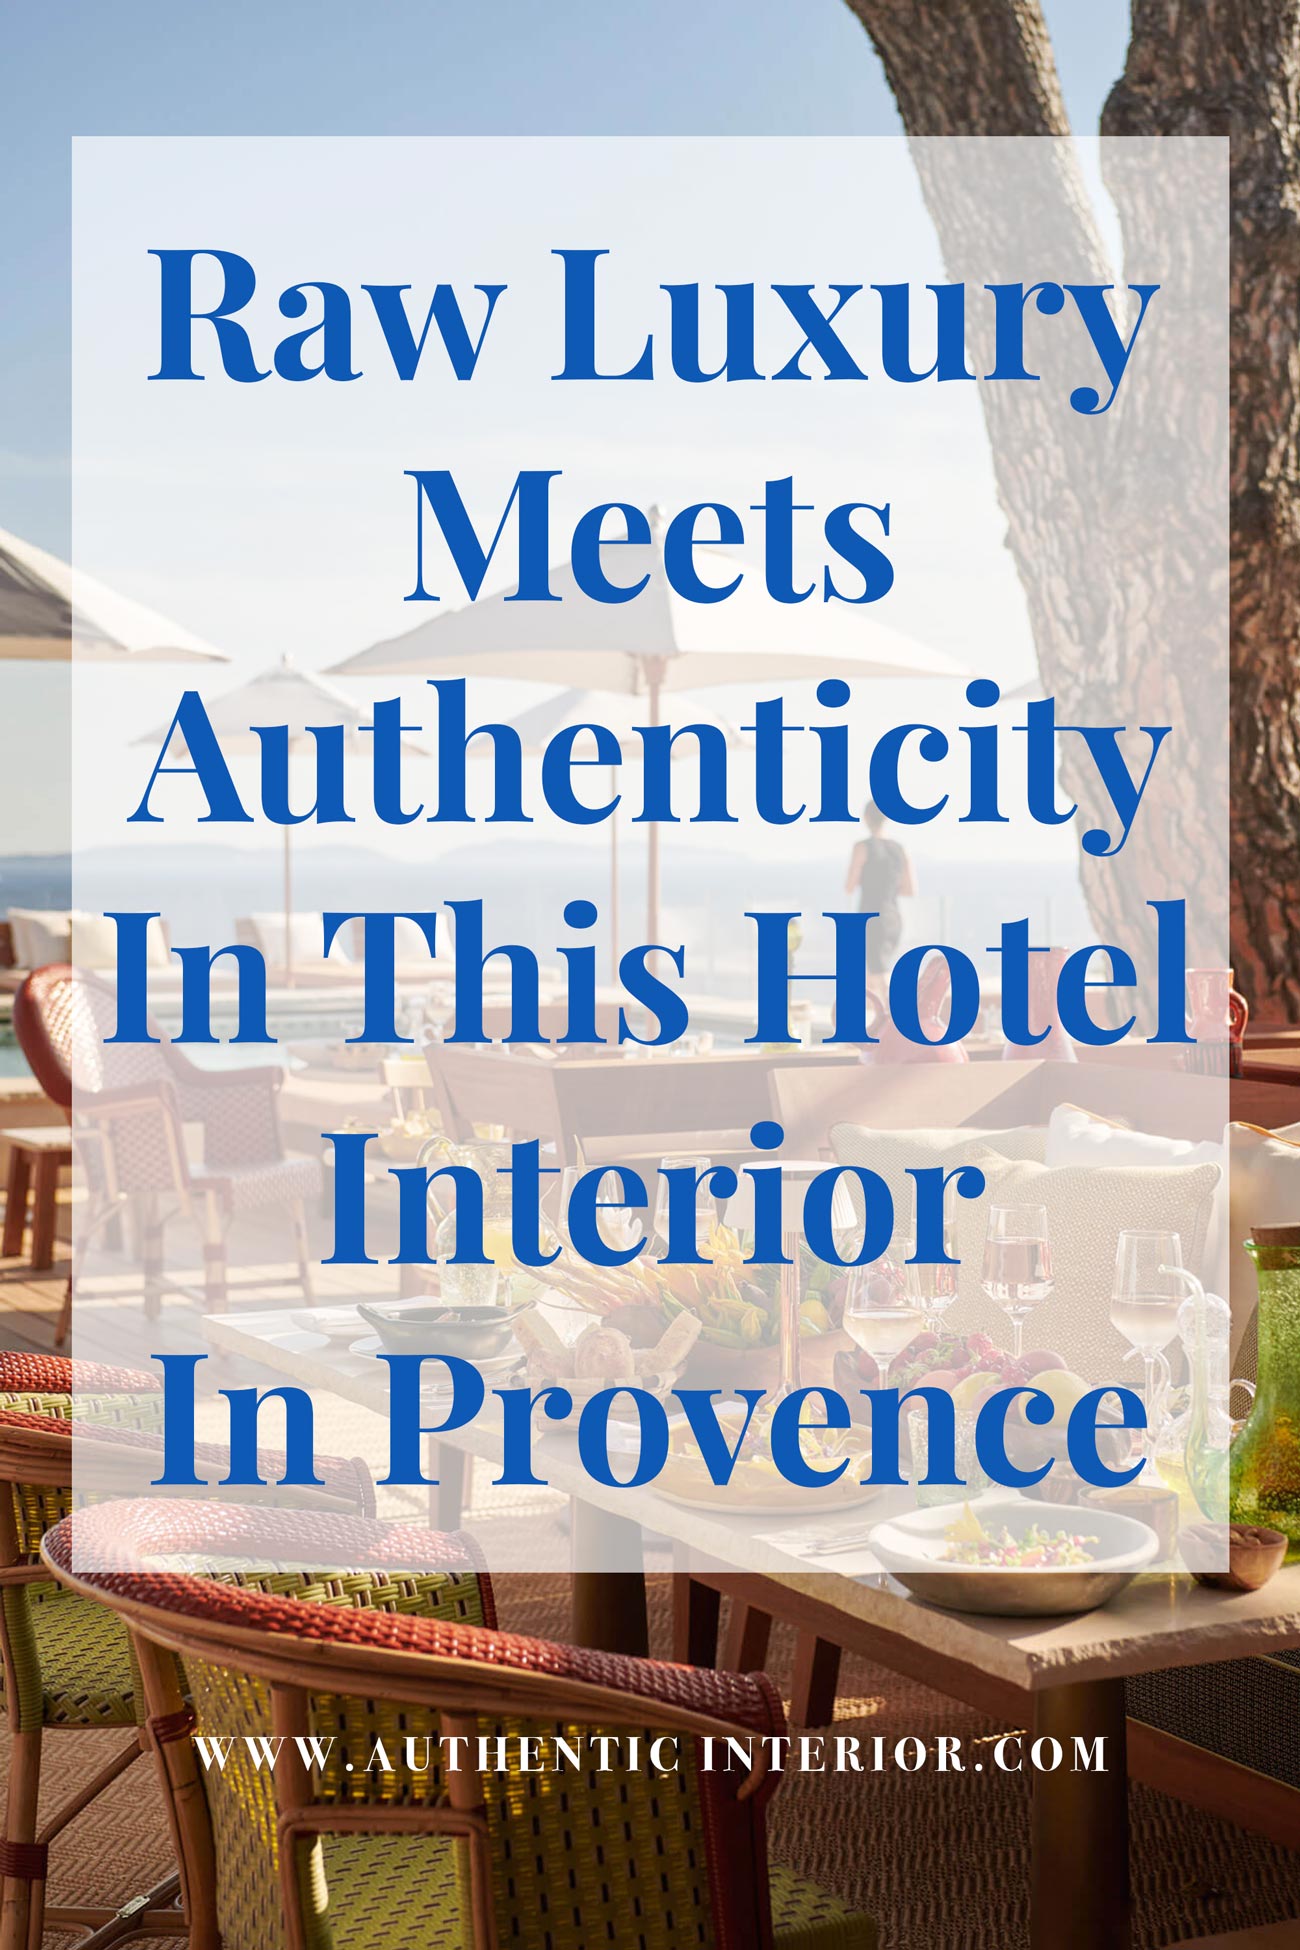 Raw Luxury
Meets
Authenticity
In This Hotel
Interior
In Provence
WWW.AUTHENTIC INTERIOR.COM